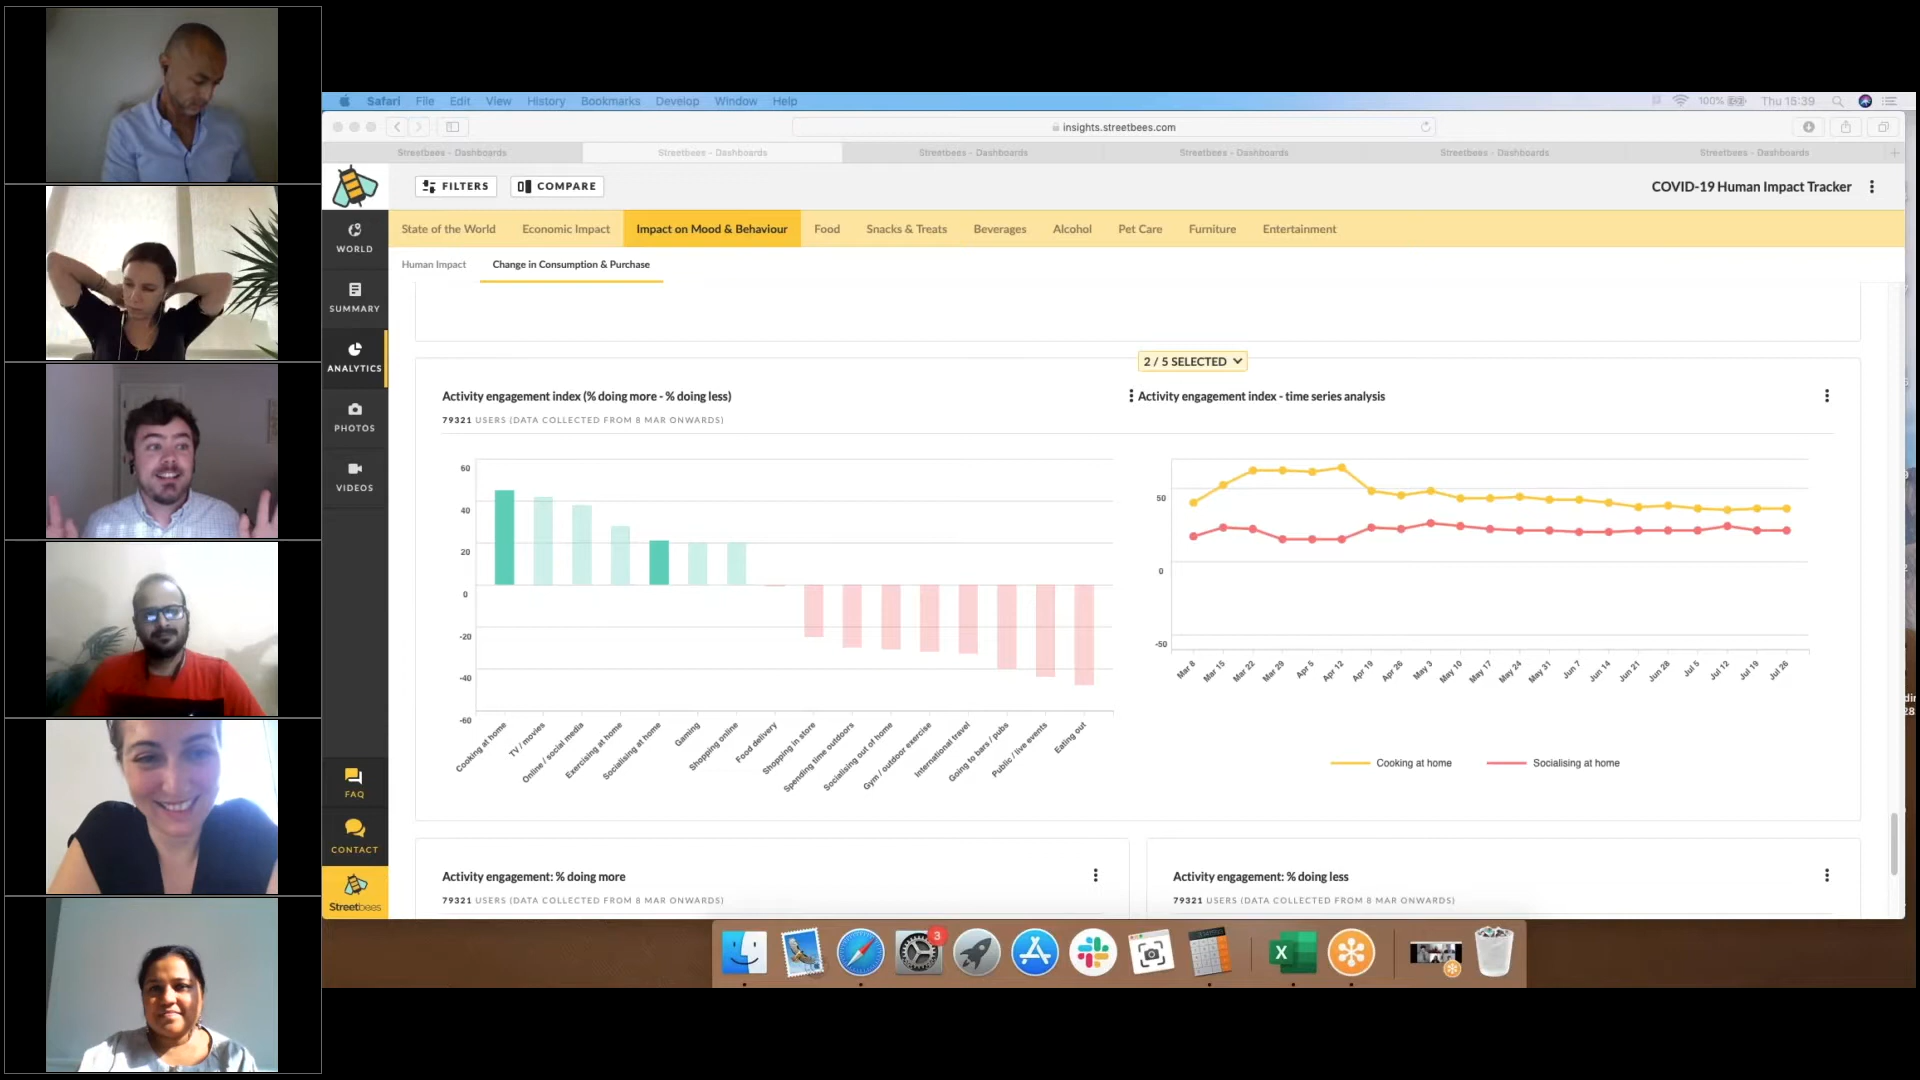 Safari File Edit View History Bookmarks Develop Window Help 100% Thu 15:39
insights.streetbees.com
Streetbees - Dashboards Streetbees - Dashboards Streetbees - Dashboards Streetbees - Dashboards Streetbees - Dashboards Streetbees - Dashboards
FILTERS COMPARE COVID-19 Human Impact Tracker
State of the World Economic Impact Impact on Mood & Behaviour Food Snacks & Treats Beverages Alcohol Pet Care Furniture Entertainment
Human Impact Change in Consumption & Purchase
WORLD
SUMMARY
ANALYTICS
PHOTOS
VIDEOS
FAQ
CONTACT
Streetbees
2 / 5 SELECTED
Activity engagement index (% doing more - % doing less)
79321 USERS (DATA COLLECTED FROM 8 MAR ONWARDS)
60
40
20
0
-20
-40
-60
Cooking at home
TV / movies
Online / social media
Exercising at home
Socialising at home
Gaming
Shopping online
Food delivery
Shopping in store
Spending time outdoors
Socialising out of home
Gym / outdoor exercise
International travel
Going to bars / pubs
Public / live events
Eating out
Activity engagement index - time series analysis
50
0
-50
Mar 8
Mar 15
Mar 22
Mar 29
Apr 5
Apr 12
Apr 19
Apr 26
May 3
May 10
May 17
May 24
May 31
Jun 7
Jun 14
Jun 21
Jun 28
Jul 5
Jul 12
Jul 19
Jul 26
Cooking at home Socialising at home
Activity engagement: % doing more
79321 USERS (DATA COLLECTED FROM 8 MAR ONWARDS)
Activity engagement: % doing less
79321 USERS (DATA COLLECTED FROM 8 MAR ONWARDS)
3
X